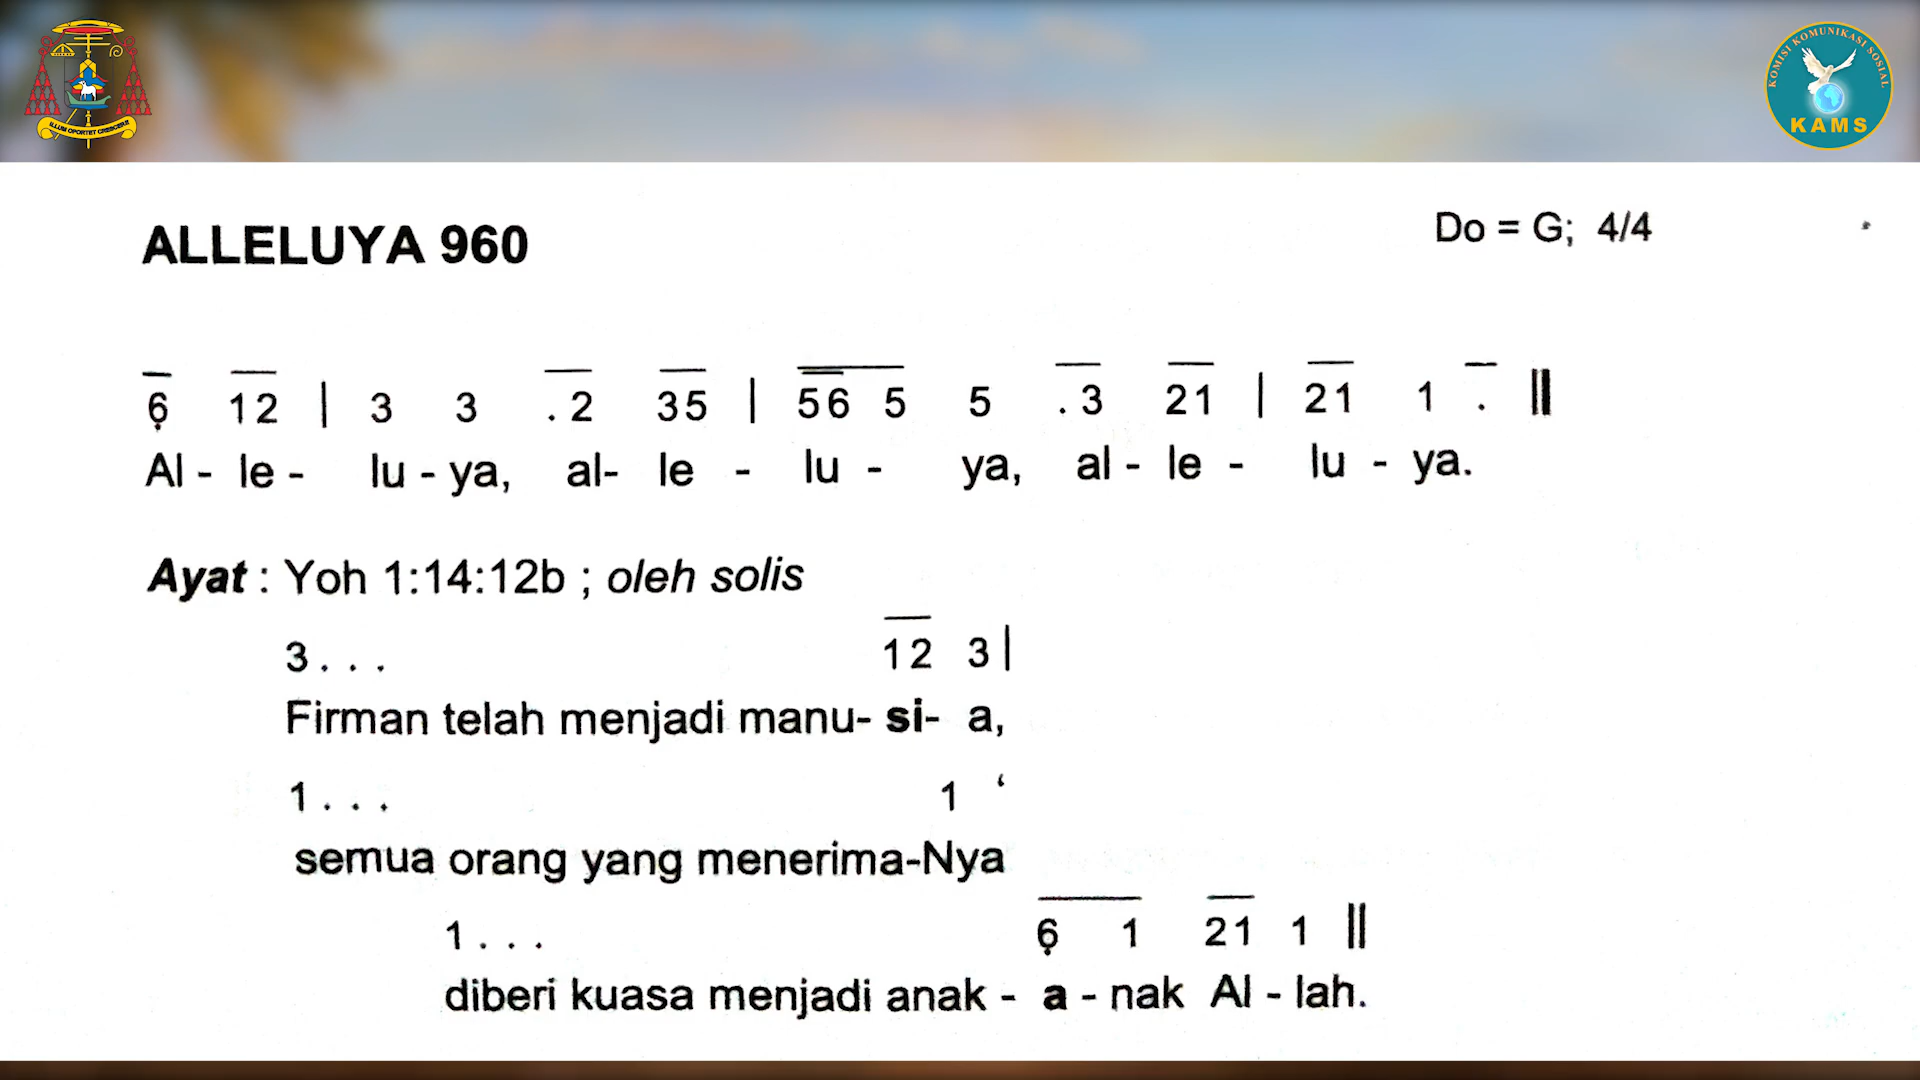 ILLUM OPORTET CRESCERE
KOMISI KOMUNIKASI SOSIAL
KAMS
ALLELUYA 960
Do = G; 4/4
6̣ 12 | 3 3 .2 35 | 56 5 5 .3 21 | 21 1 . ||
Al - le - lu - ya, al- le - lu - ya, al - le - lu - ya.
Ayat : Yoh 1:14:12b ; oleh solis
3 . . . 12 3 |
Firman telah menjadi manu- si- a,
1 . . . 1 ‘
semua orang yang menerima-Nya
1 . . . 6̣ 1 21 1 ||
diberi kuasa menjadi anak - a - nak Al - lah.